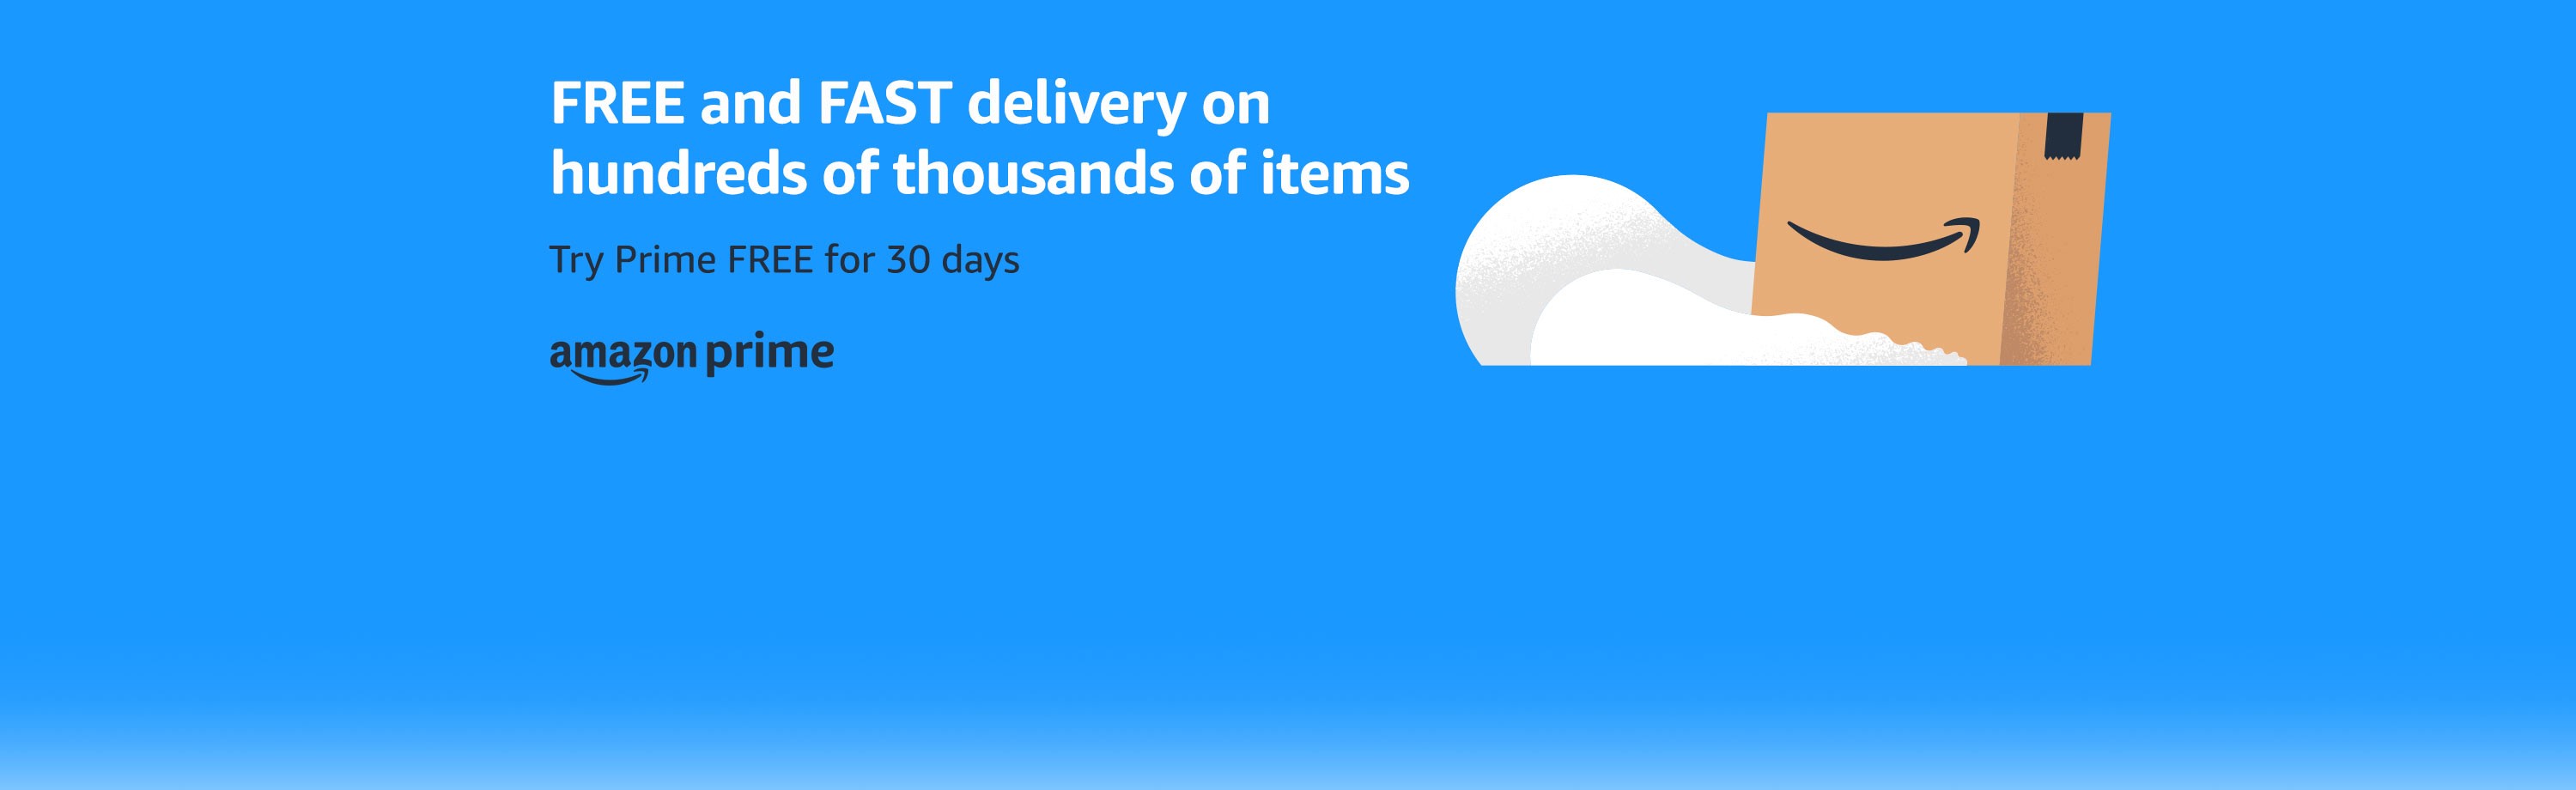 FREE and FAST delivery on
hundreds of thousands of items
Try Prime FREE for 30 days
amazon prime